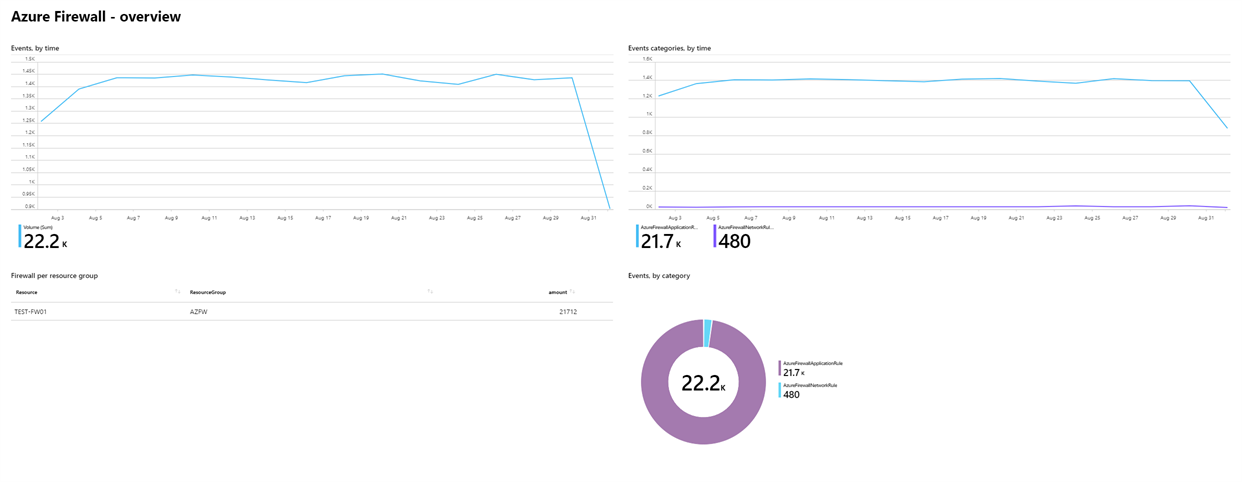 Azure Firewall - overview
Events, by time
1.5K
1.45K
1.4K
1.35K
1.3K
1.25K
1.2K
1.15K
1.1K
1.05K
1K
0.95K
0.9K
Aug 3 Aug 5 Aug 7 Aug 9 Aug 11 Aug 13 Aug 15 Aug 17 Aug 19 Aug 21 Aug 23 Aug 25 Aug 27 Aug 29 Aug 31
Volume (Sum)
22.2 K
Events categories, by time
1.6K
1.4K
1.2K
1K
0.8K
0.6K
0.4K
0.2K
0K
Aug 3 Aug 5 Aug 7 Aug 9 Aug 11 Aug 13 Aug 15 Aug 17 Aug 19 Aug 21 Aug 23 Aug 25 Aug 27 Aug 29 Aug 31
AzureFirewallApplicationR... AzureFirewallNetworkRul...
21.7 K 480
Firewall per resource group
Resource ResourceGroup amount
TEST-FW01 AZFW 21712
Events, by category
22.2K
AzureFirewallApplicationRule
21.7 K
AzureFirewallNetworkRule
480